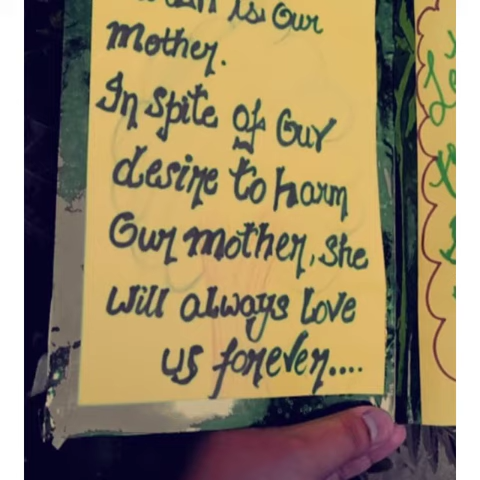 is our
mother.
In spite of our
desire to harm
Our mother, she
will always love
us forever....